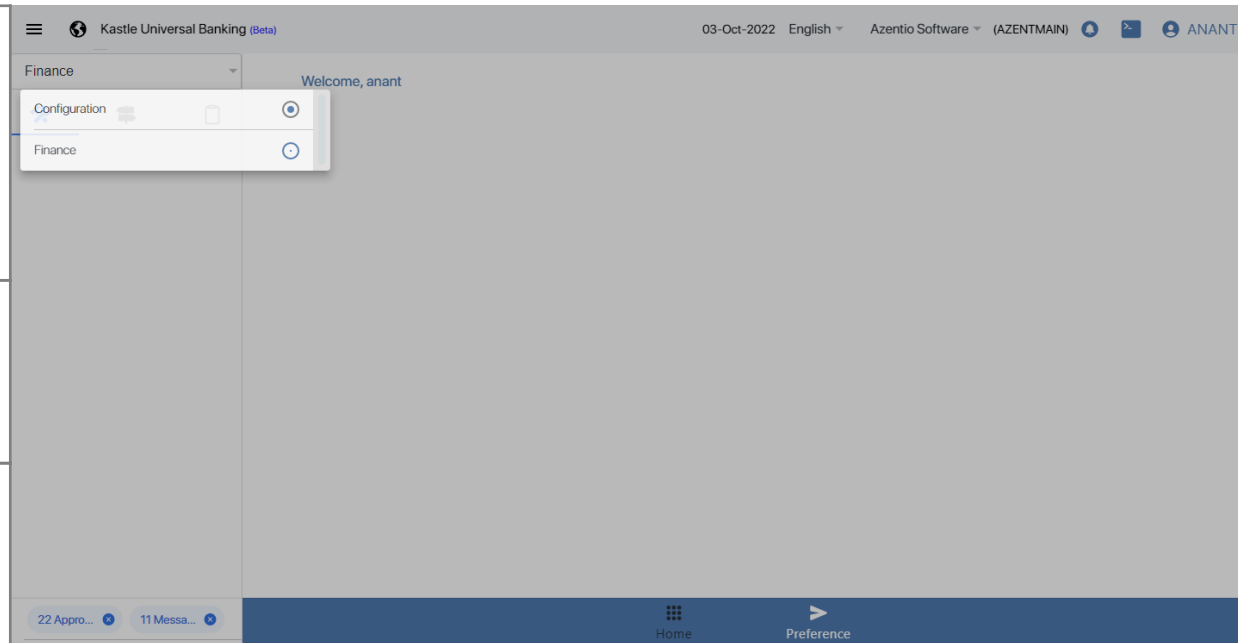 Kastle Universal Banking (Beta) 03-Oct-2022 English Azentio Software (AZENTMAIN) ANANT
Finance
Welcome, anant
Configuration
Finance
22 Appro... 11 Messa...
Home Preference